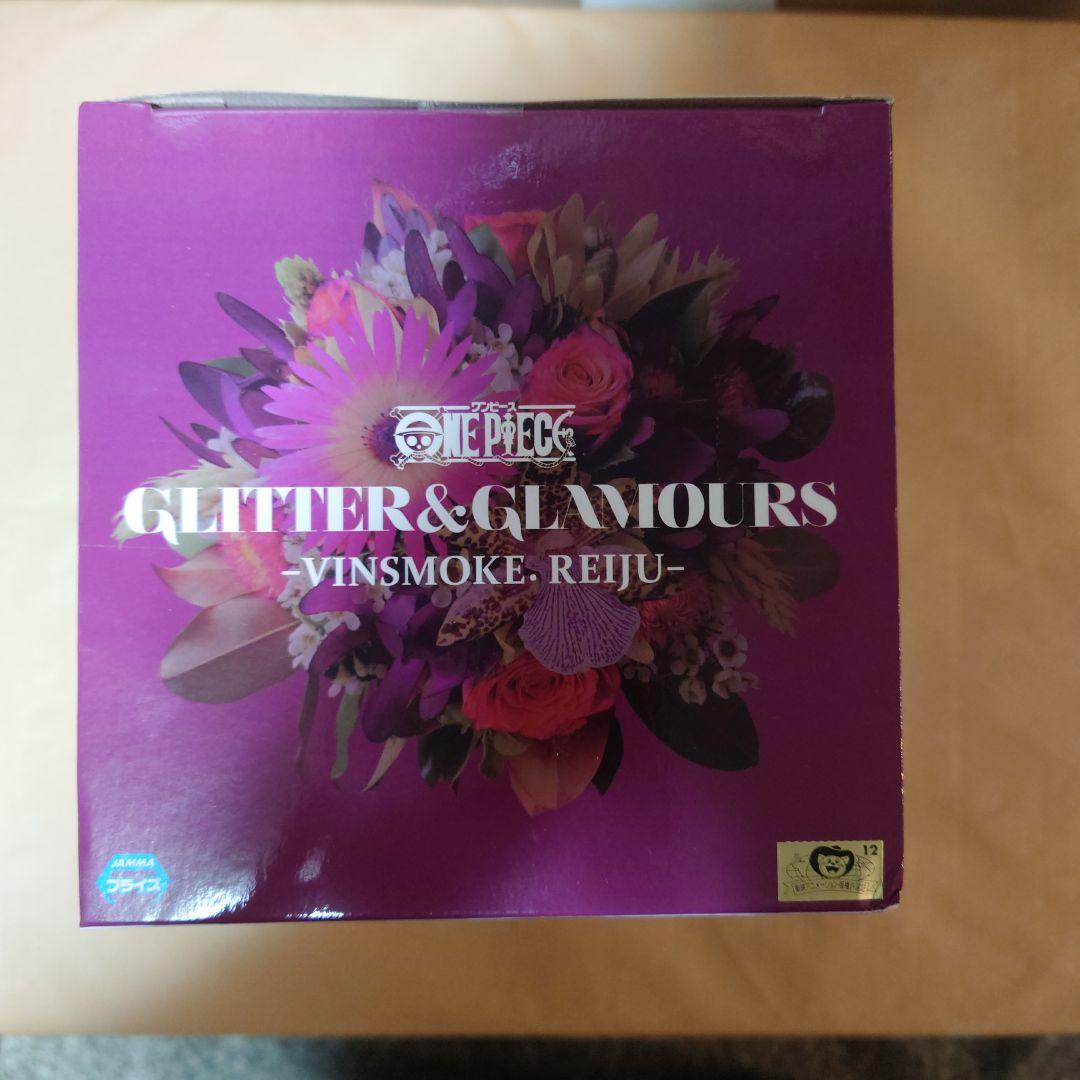 ワンピース
ONE PIECE
GLITTER&GLAMOURS
-VINSMOKE. REIJU-
JAMMA
プライズ
12